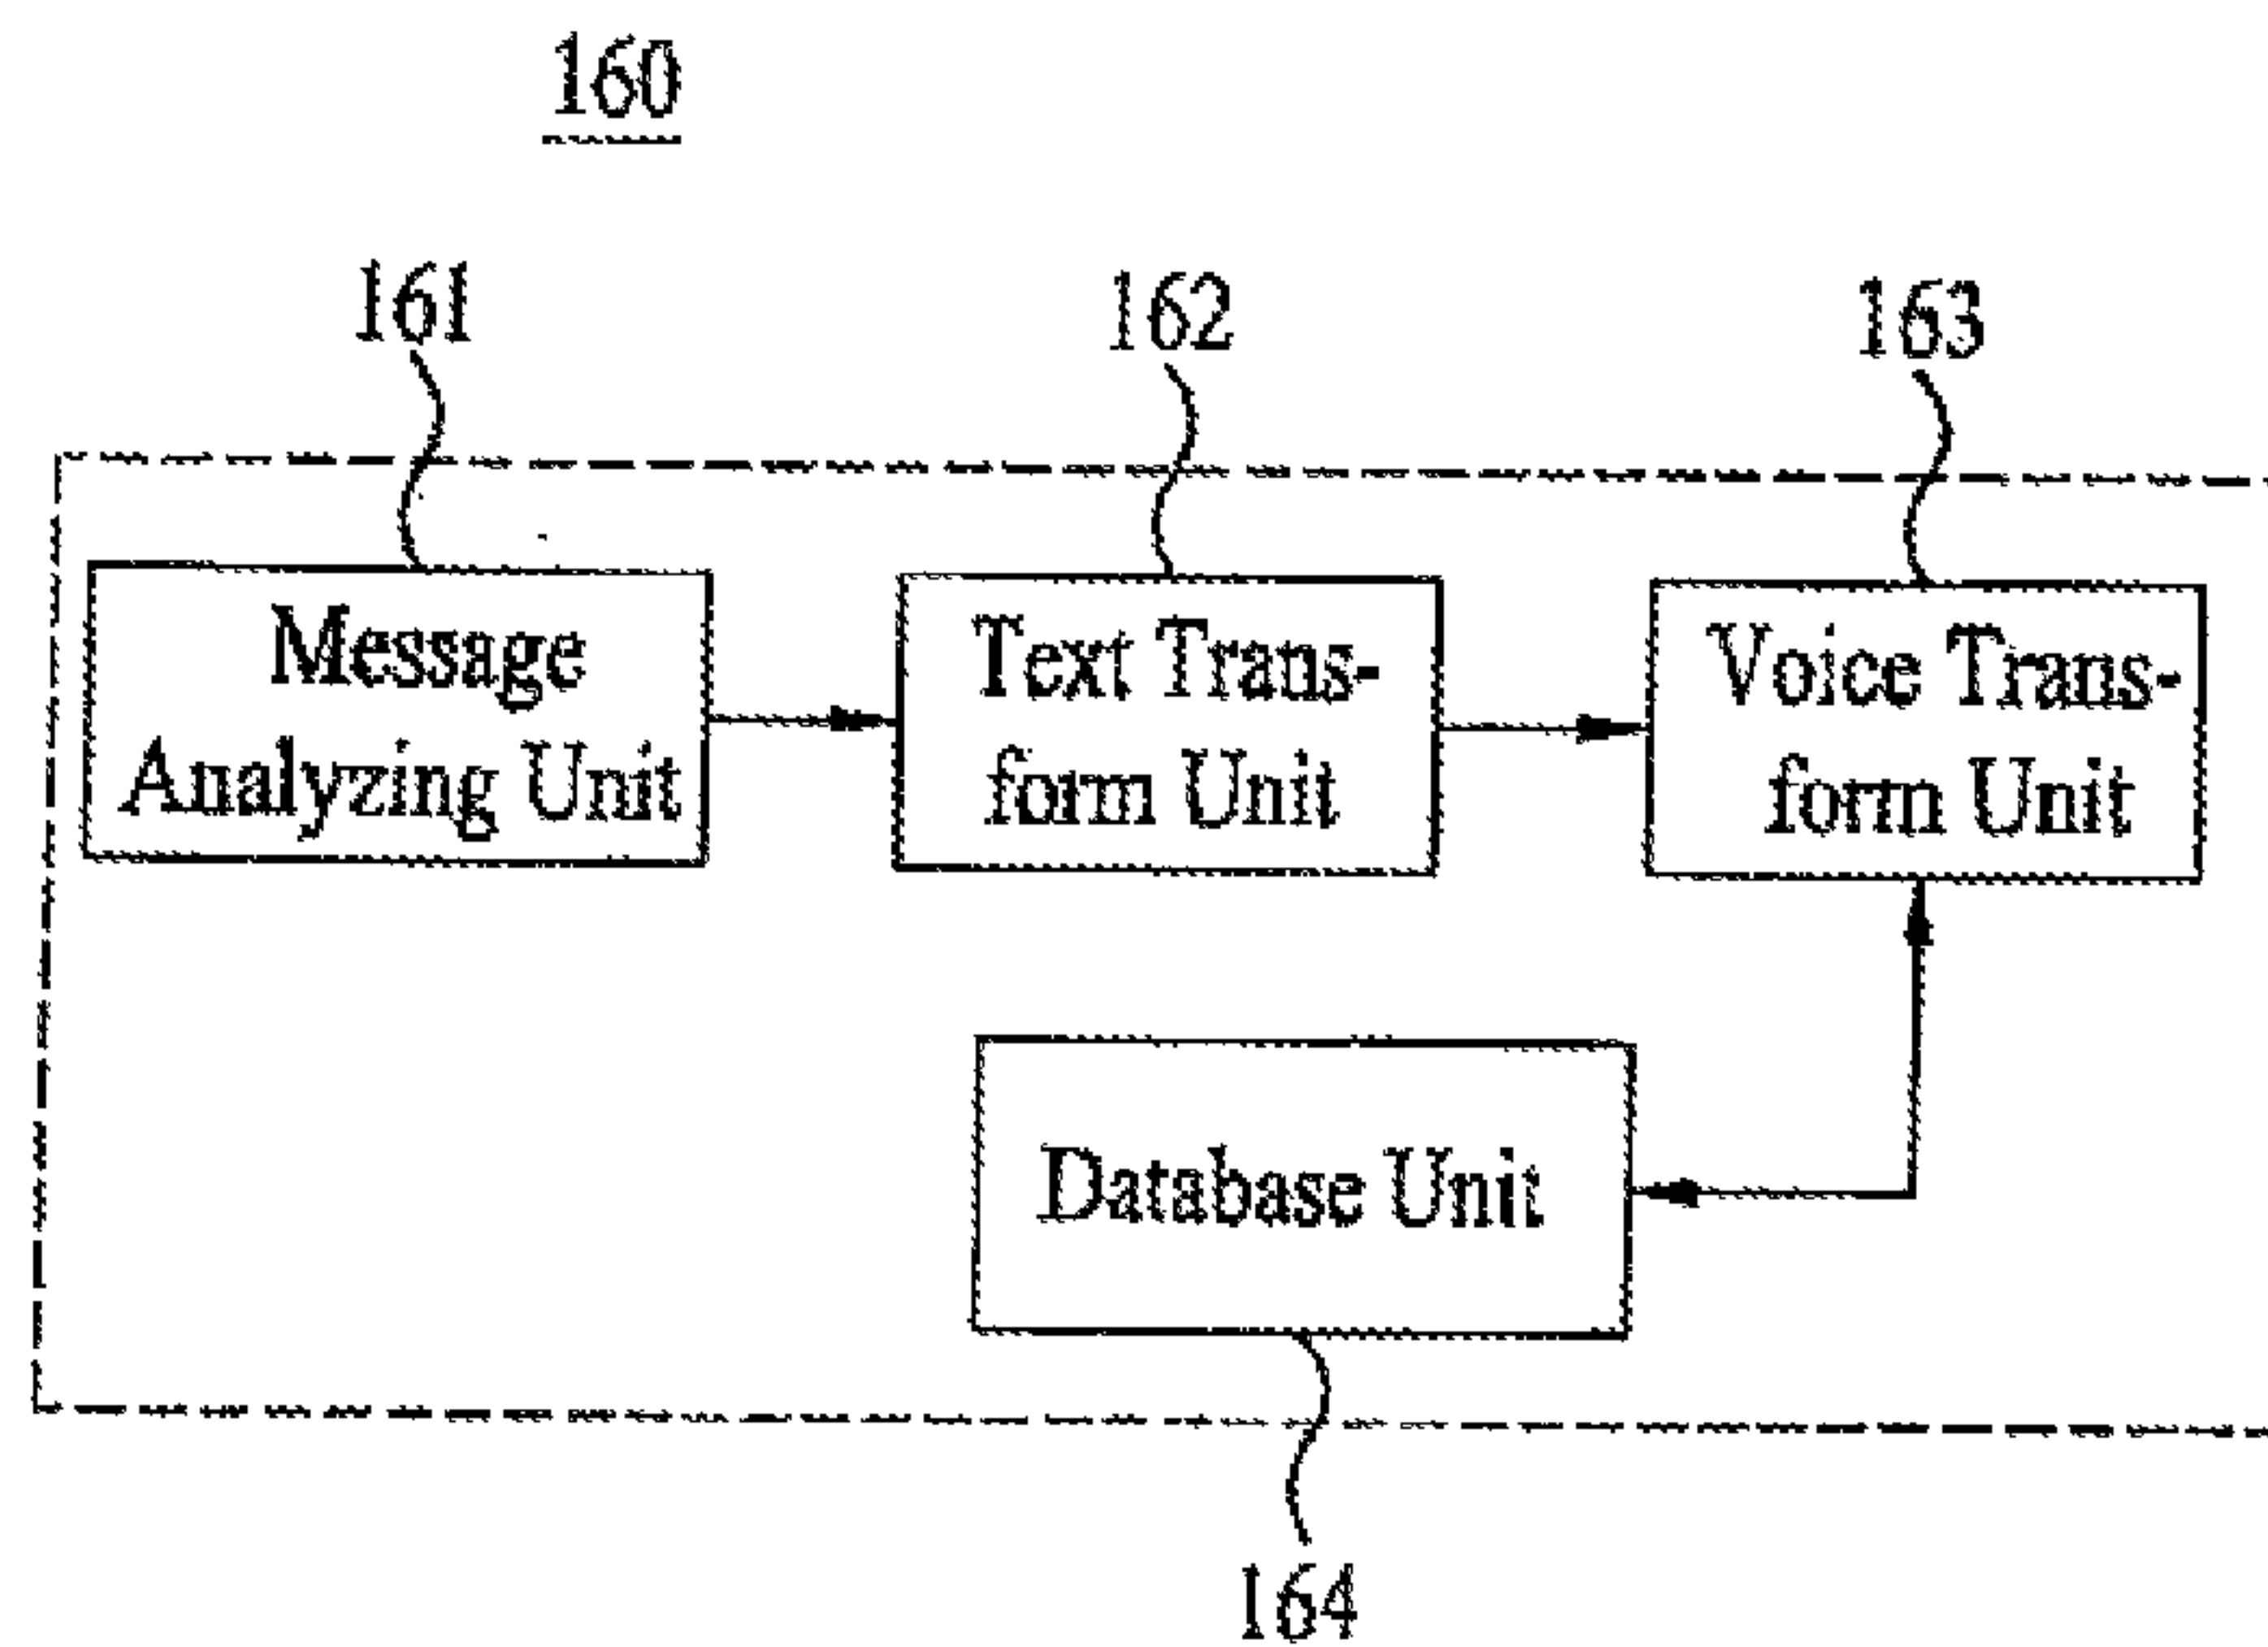 160
161
162
163
Message
Analyzing Unit
Text Trans-
form Unit
Voice Trans-
form Unit
Database Unit
164